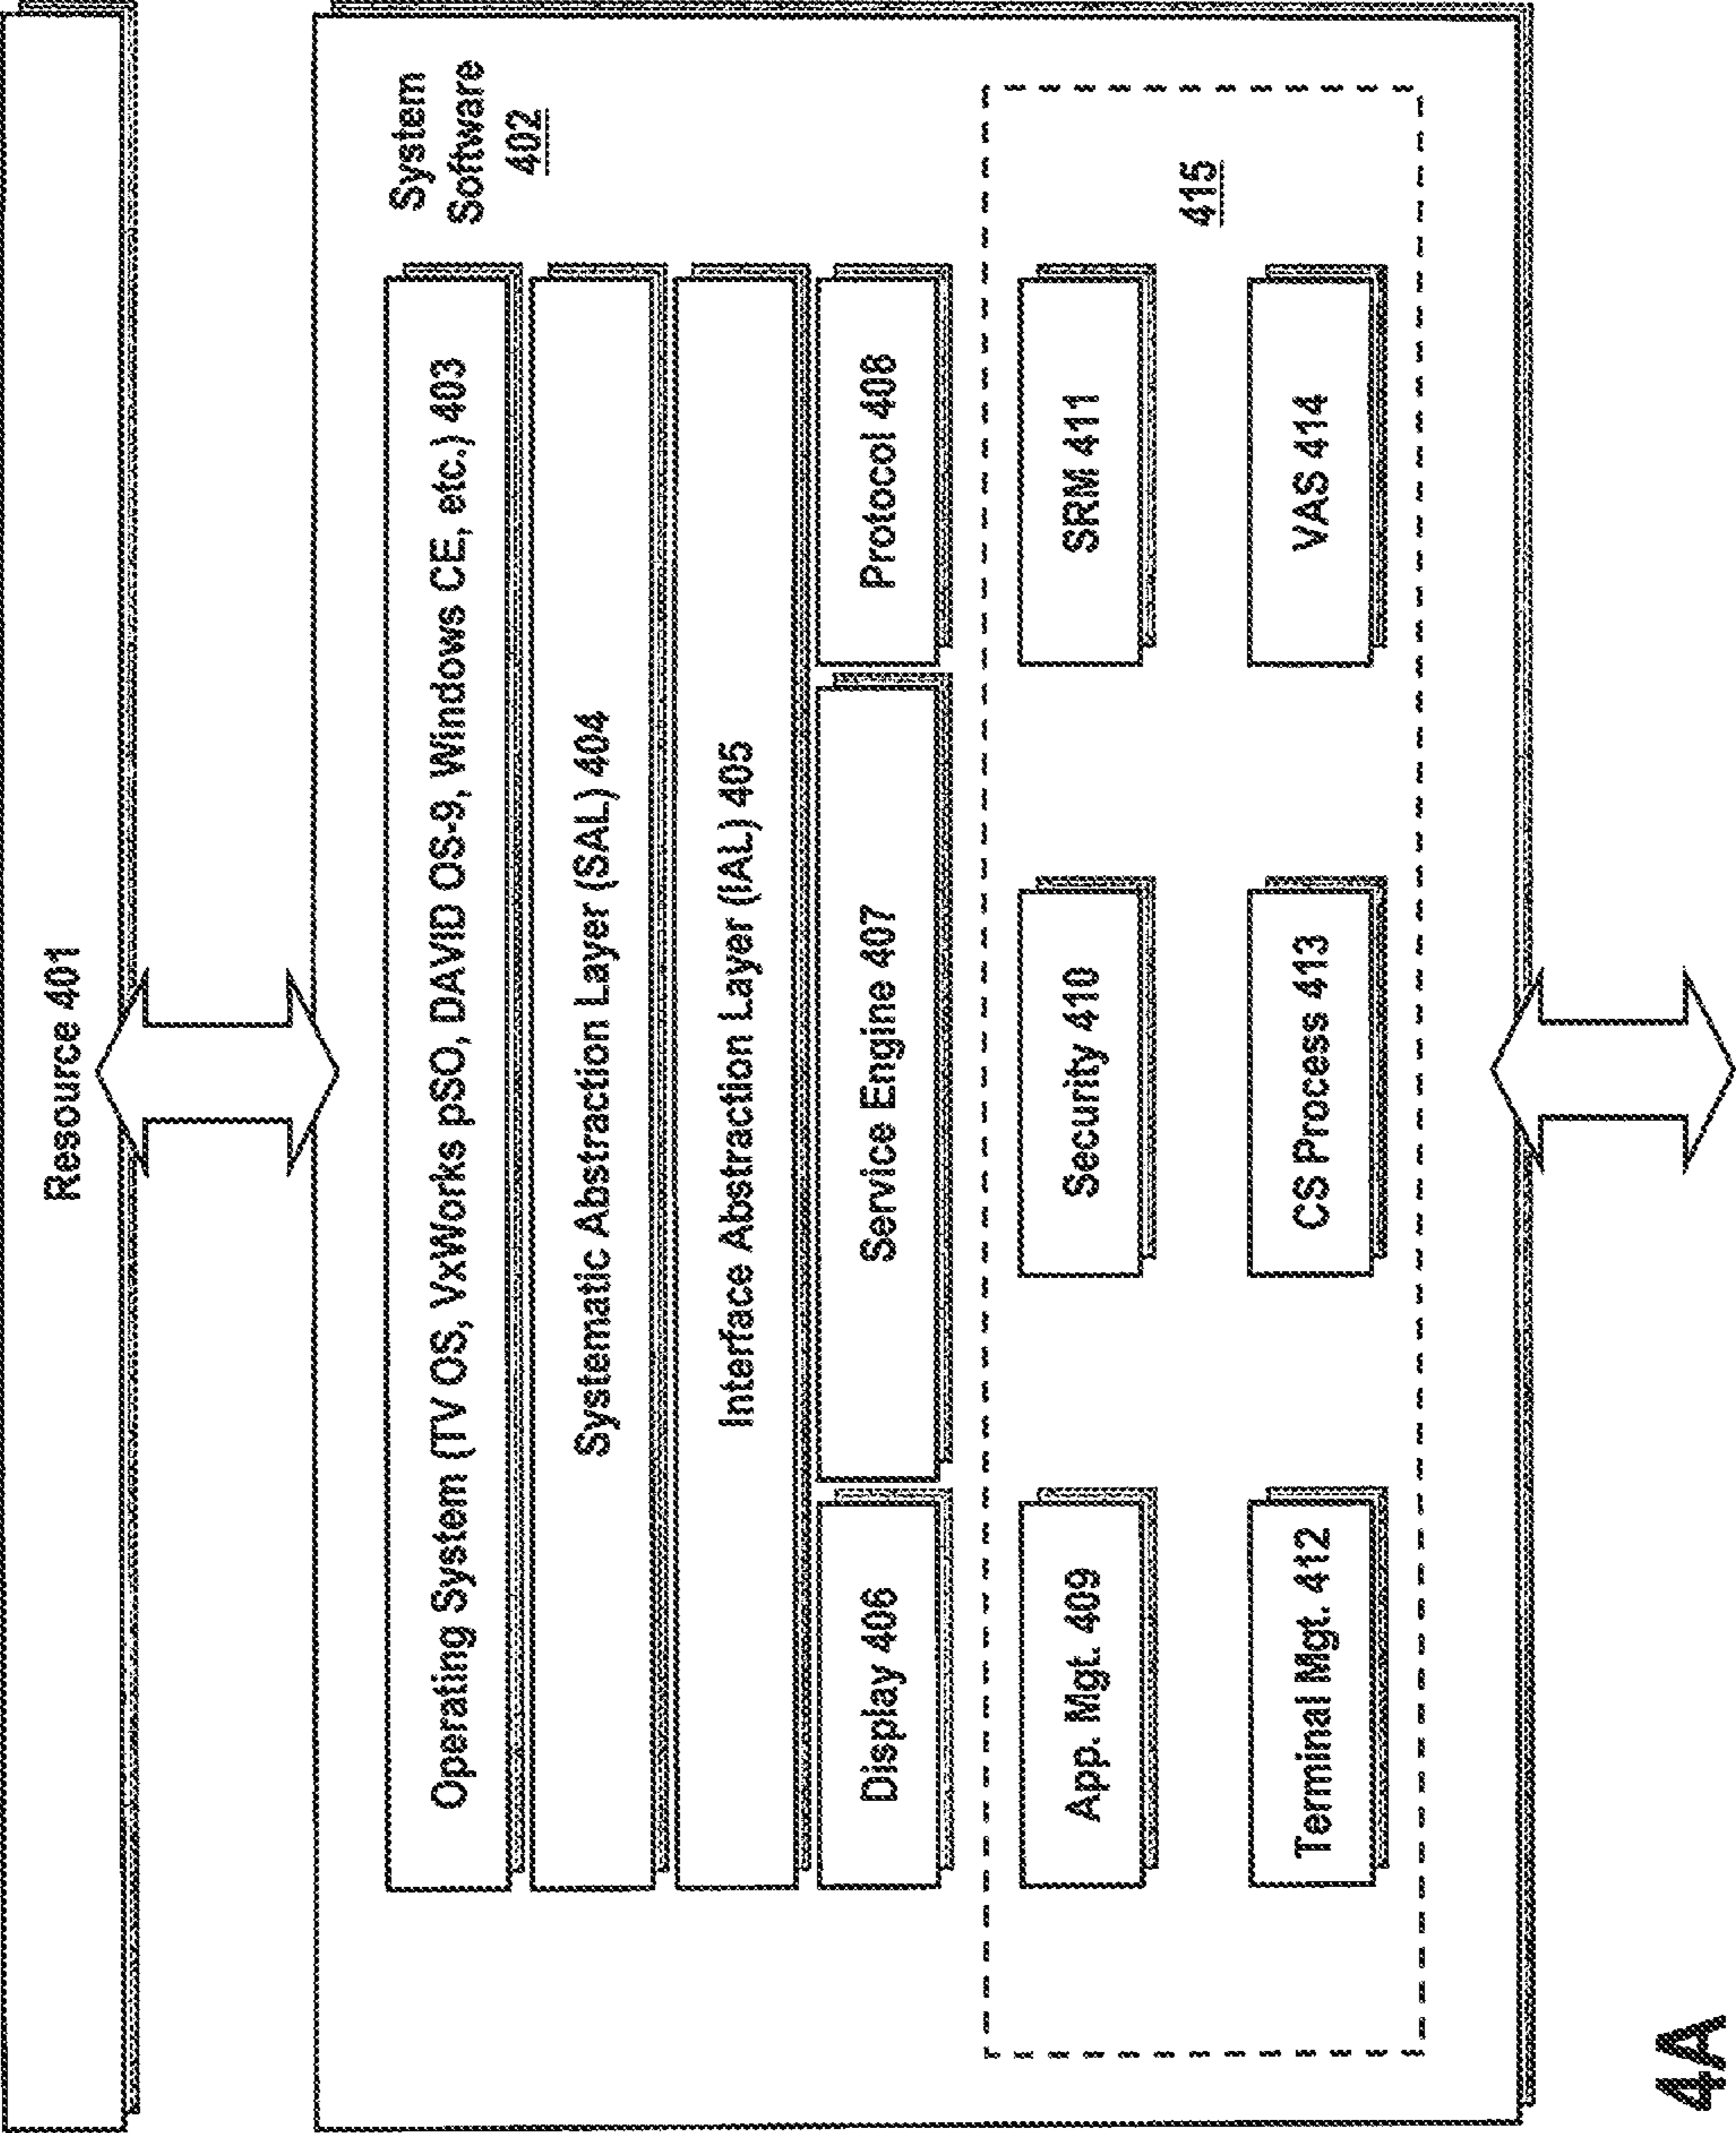 Resource 401
System
Software
402
Operating System (TV OS, VxWorks pSO, DAVID OS-9, Windows CE, etc.) 403
Systematic Abstraction Layer (SAL) 404
Interface Abstraction Layer (IAL) 405
Display 406
Service Engine 407
Protocol 408
415
App. Mgt. 409
Security 410
SRM 411
Terminal Mgt. 412
CS Process 413
VAS 414
4A